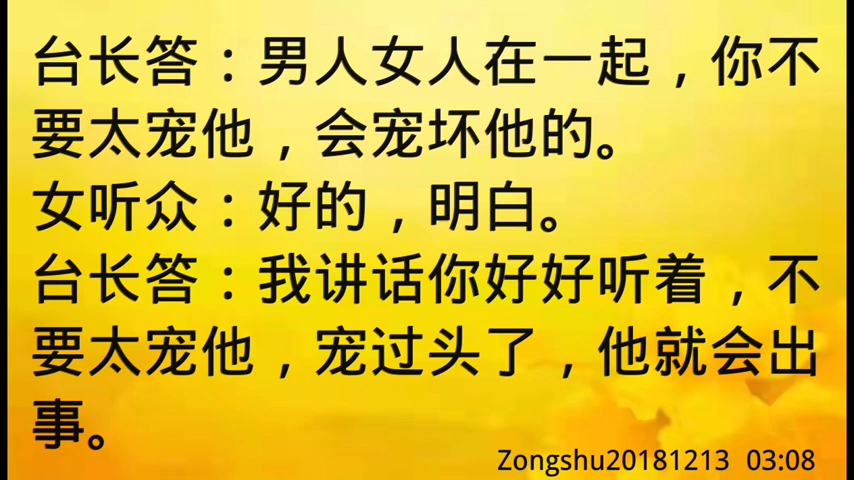 台长答：男人女人在一起，你不
要太宠他，会宠坏他的。
女听众：好的，明白。
台长答：我讲话你好好听着，不
要太宠他，宠过头了，他就会出
事。
Zongshu20181213 03:08